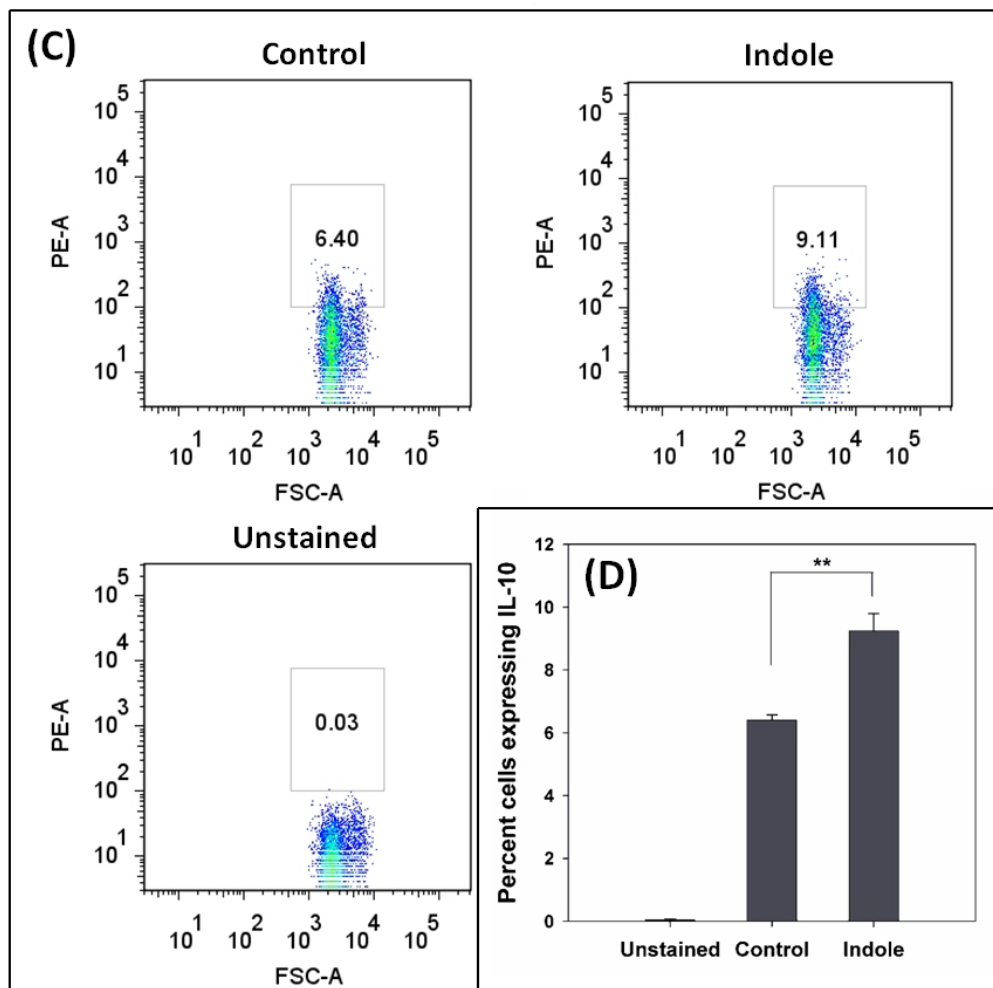 (C)
Control
10^5
10^4
10^3
10^2
10^1
PE-A
6.40
10^1 10^2 10^3 10^4 10^5
FSC-A
Indole
10^5
10^4
10^3
10^2
10^1
PE-A
9.11
10^1 10^2 10^3 10^4 10^5
FSC-A
Unstained
10^5
10^4
10^3
10^2
10^1
PE-A
0.03
10^1 10^2 10^3 10^4 10^5
FSC-A
(D)
**
Percent cells expressing IL-10
12
10
8
6
4
2
0
Unstained Control Indole